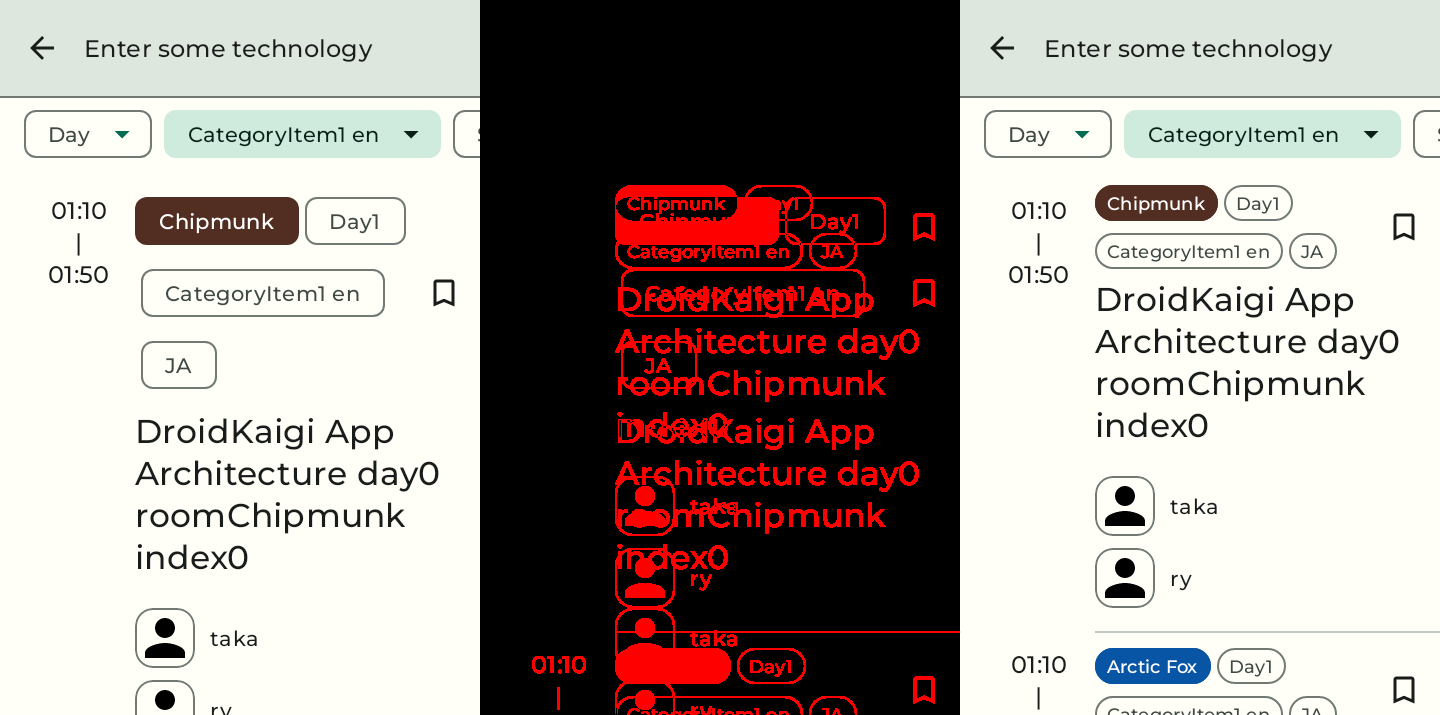 Enter some technology
Day
CategoryItem1 en
01:10
|
01:50
Chipmunk
Day1
CategoryItem1 en
JA
DroidKaigi App
Architecture day0
roomChipmunk
index0
taka
ry
Chipmunk
Day1
CategoryItem1 en
JA
CategoryItem1 en
DroidKaigi App
Architecture day0
JA
roomChipmunk
index0
DroidKaigi App
Architecture day0
taka
roomChipmunk
index0
ry
taka
01:10
|
Day1
CategoryItem1 en
JA
ry
Enter some technology
Day
CategoryItem1 en
01:10
|
01:50
Chipmunk
Day1
CategoryItem1 en
JA
DroidKaigi App
Architecture day0
roomChipmunk
index0
taka
ry
01:10
|
Arctic Fox
Day1
CategoryItem1 en
JA